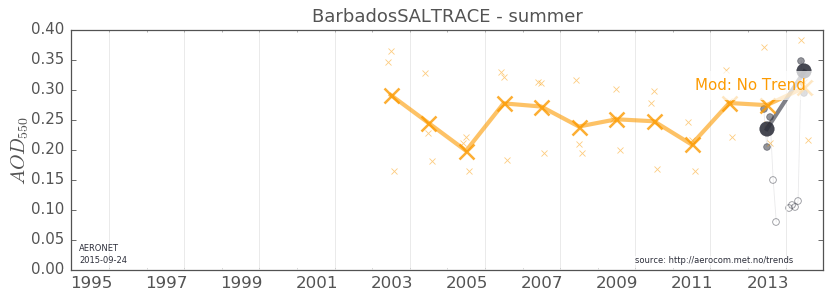 BarbadosSALTRACE - summer
0.40
0.35
0.30
0.25
0.20
0.15
0.10
0.05
0.00
AOD550
Mod: No Trend
AERONET
2015-09-24
source: http://aerocom.met.no/trends
1995 1997 1999 2001 2003 2005 2007 2009 2011 2013